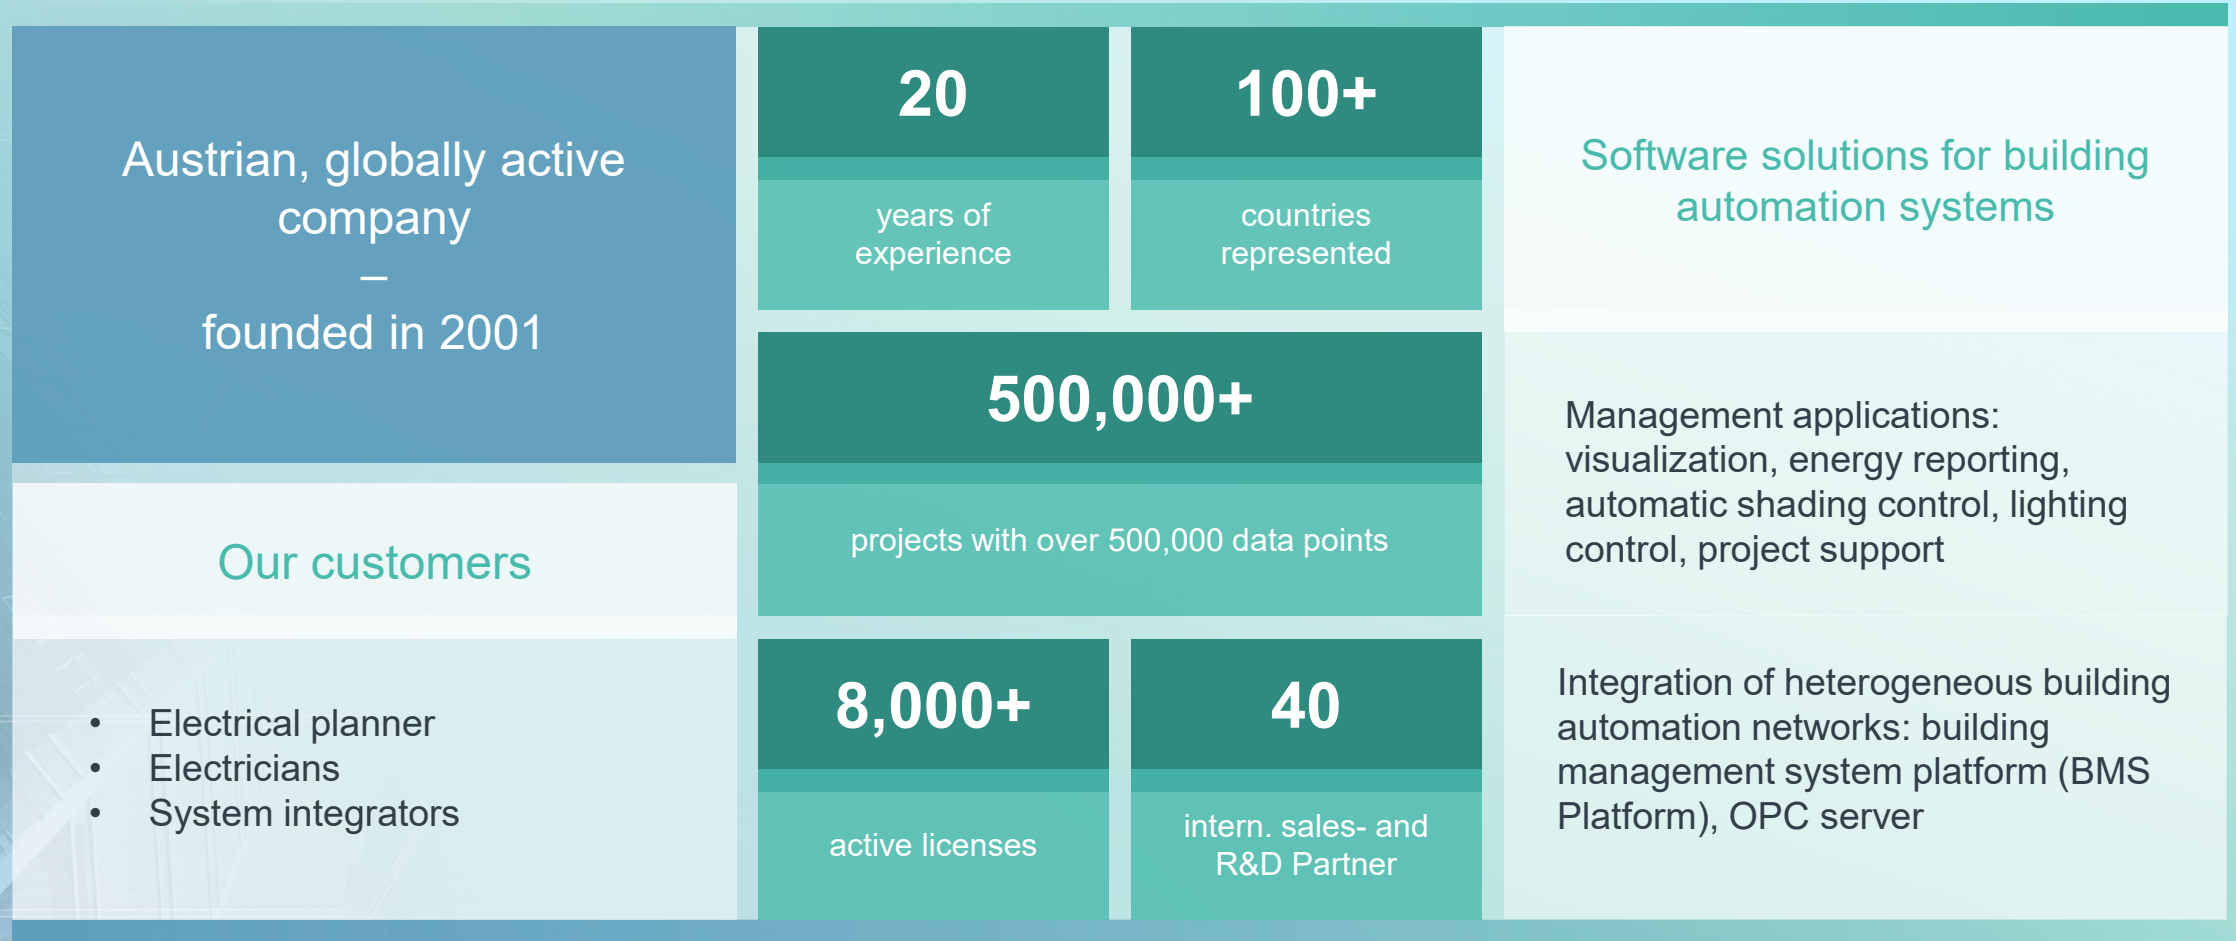 Austrian, globally active
company
–
founded in 2001
Our customers
• Electrical planner
• Electricians
• System integrators
20
years of
experience
100+
countries
represented
500,000+
projects with over 500,000 data points
8,000+
active licenses
40
intern. sales- and
R&D Partner
Software solutions for building
automation systems
Management applications:
visualization, energy reporting,
automatic shading control, lighting
control, project support
Integration of heterogeneous building
automation networks: building
management system platform (BMS
Platform), OPC server